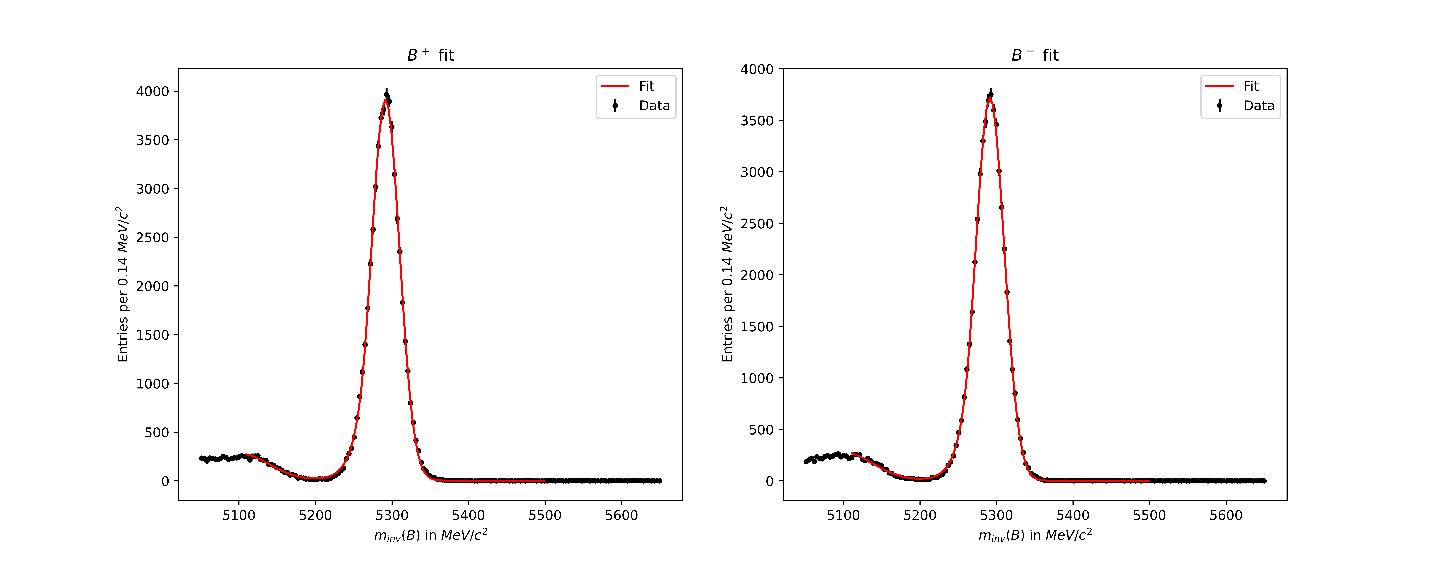 B⁺ fit
Fit
Data
4000
3500
3000
2500
2000
1500
1000
500
0
Entries per 0.14 MeV/c²
5100 5200 5300 5400 5500 5600
m_inv(B) in MeV/c²
B⁻ fit
Fit
Data
4000
3500
3000
2500
2000
1500
1000
500
0
Entries per 0.14 MeV/c²
5100 5200 5300 5400 5500 5600
m_inv(B) in MeV/c²